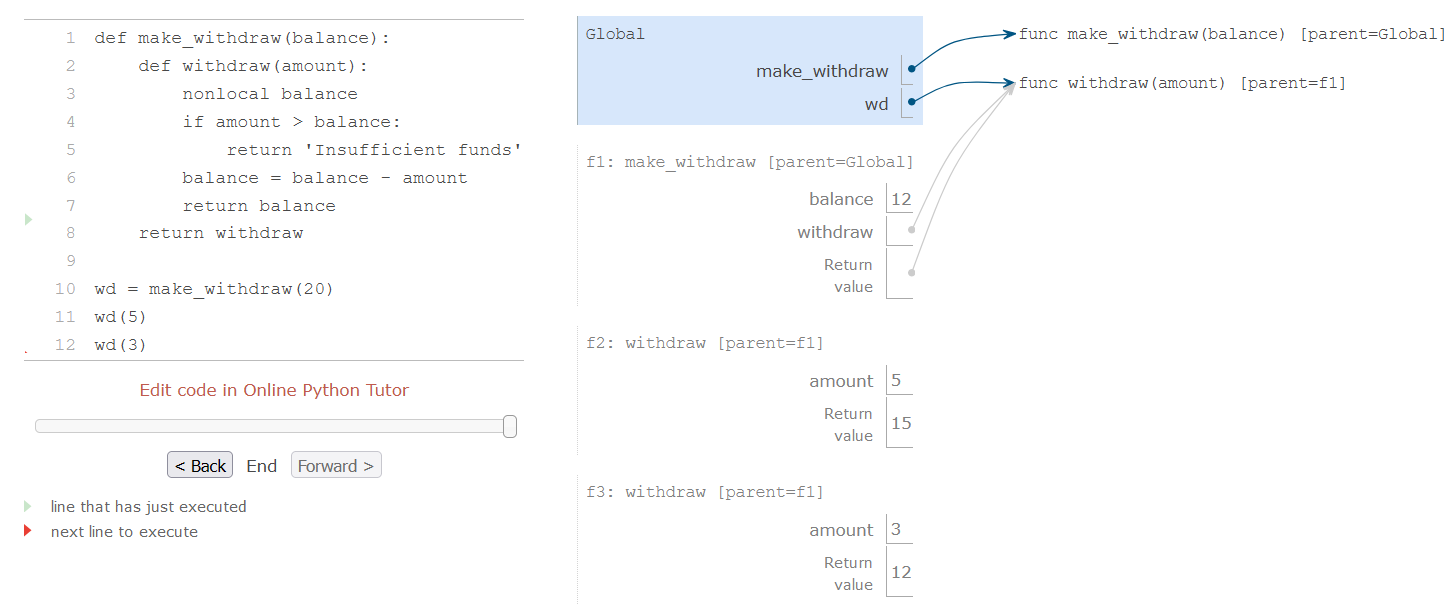 1 def make_withdraw(balance):
2     def withdraw(amount):
3         nonlocal balance
4         if amount > balance:
5             return 'Insufficient funds'
6         balance = balance - amount
7         return balance
8     return withdraw
9
10 wd = make_withdraw(20)
11 wd(5)
12 wd(3)
Edit code in Online Python Tutor
< Back End Forward >
line that has just executed
next line to execute
Global
make_withdraw
wd
func make_withdraw(balance) [parent=Global]
func withdraw(amount) [parent=f1]
f1: make_withdraw [parent=Global]
balance 12
withdraw
Return
value
f2: withdraw [parent=f1]
amount 5
Return
value 15
f3: withdraw [parent=f1]
amount 3
Return
value 12